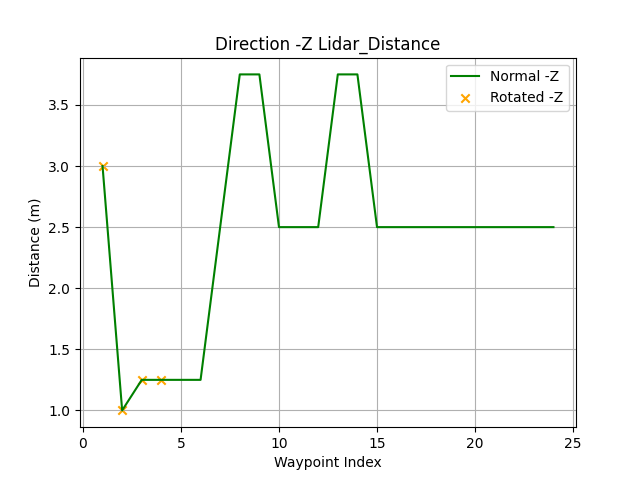 Direction -Z Lidar_Distance
Normal -Z
Rotated -Z
Distance (m)
3.5
3.0
2.5
2.0
1.5
1.0
0 5 10 15 20 25
Waypoint Index